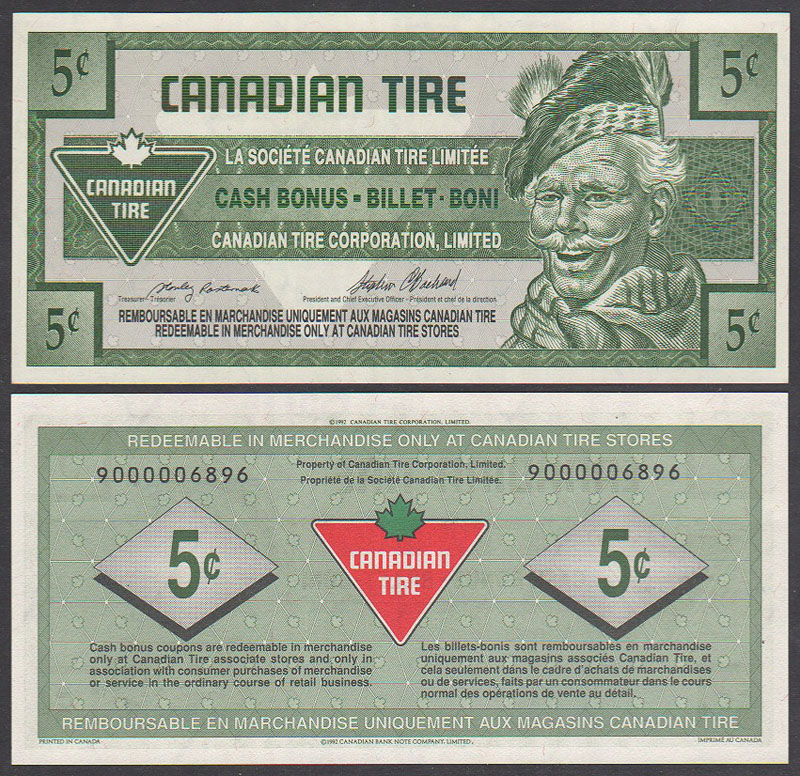 5¢
5¢
CANADIAN TIRE
LA SOCIÉTÉ CANADIAN TIRE LIMITÉE
CANADIAN
TIRE
CASH BONUS - BILLET - BONI
CANADIAN TIRE CORPORATION, LIMITED
Treasurer - Trésorier
President and Chief Executive Officer - Président et chef de la direction
5¢
5¢
REMBOURSABLE EN MARCHANDISE UNIQUEMENT AUX MAGASINS CANADIAN TIRE
REDEEMABLE IN MERCHANDISE ONLY AT CANADIAN TIRE STORES
©1992 CANADIAN TIRE CORPORATION, LIMITED.
REDEEMABLE IN MERCHANDISE ONLY AT CANADIAN TIRE STORES
9000006896
Property of Canadian Tire Corporation, Limited.
Propriété de la Société Canadian Tire Limitée.
9000006896
5¢
CANADIAN
TIRE
5¢
Cash bonus coupons are redeemable in merchandise
only at Canadian Tire associate stores and only in
association with consumer purchases of merchandise
or service in the ordinary course of retail business.
Les billets-bonis sont remboursables en marchandise
uniquement aux magasins associés Canadian Tire, et
cela seulement dans le cadre d'achats de marchandises
ou de services, faits par un consommateur dans le cours
normal des opérations de vente au détail.
REMBOURSABLE EN MARCHANDISE UNIQUEMENT AUX MAGASINS CANADIAN TIRE
PRINTED IN CANADA
©1992 CANADIAN BANK NOTE COMPANY, LIMITED.
IMPRIMÉ AU CANADA